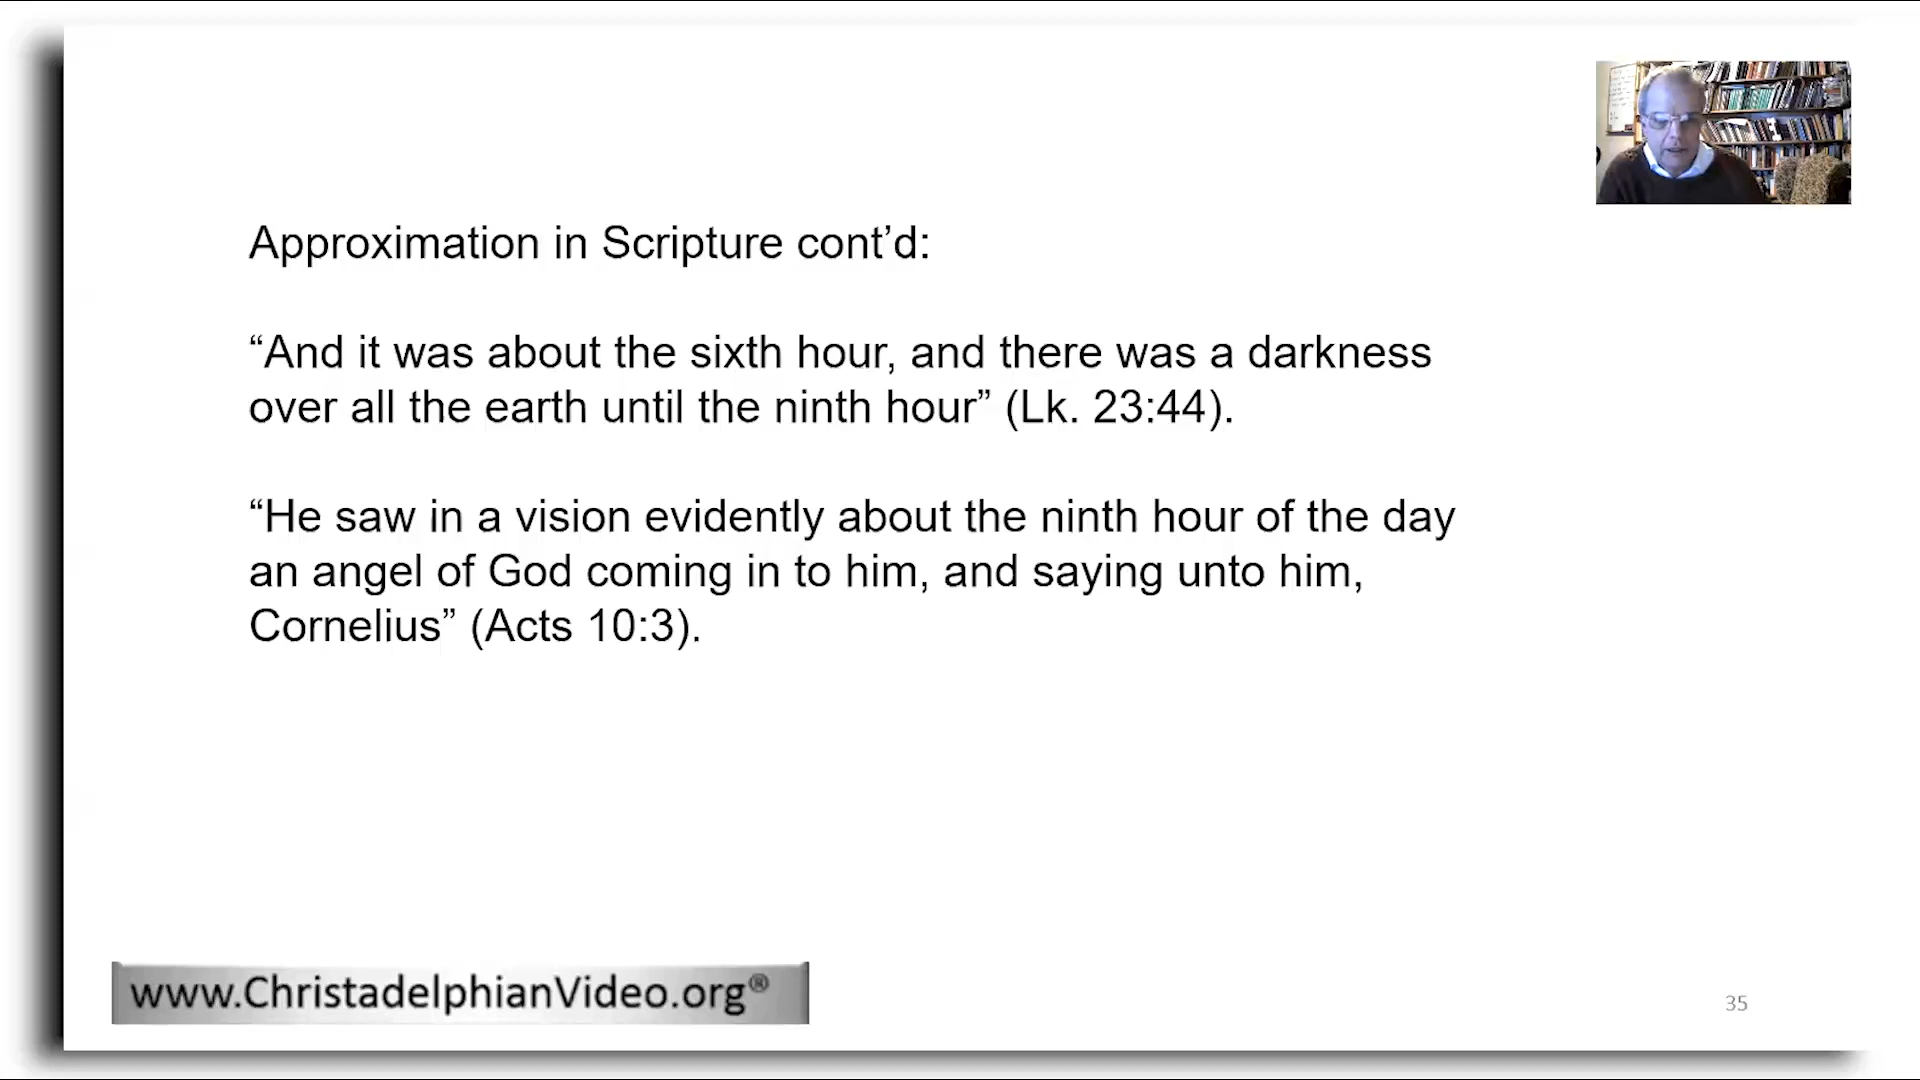 Approximation in Scripture cont’d:
“And it was about the sixth hour, and there was a darkness
over all the earth until the ninth hour” (Lk. 23:44).
“He saw in a vision evidently about the ninth hour of the day
an angel of God coming in to him, and saying unto him,
Cornelius” (Acts 10:3).
www.ChristadelphianVideo.org®
35